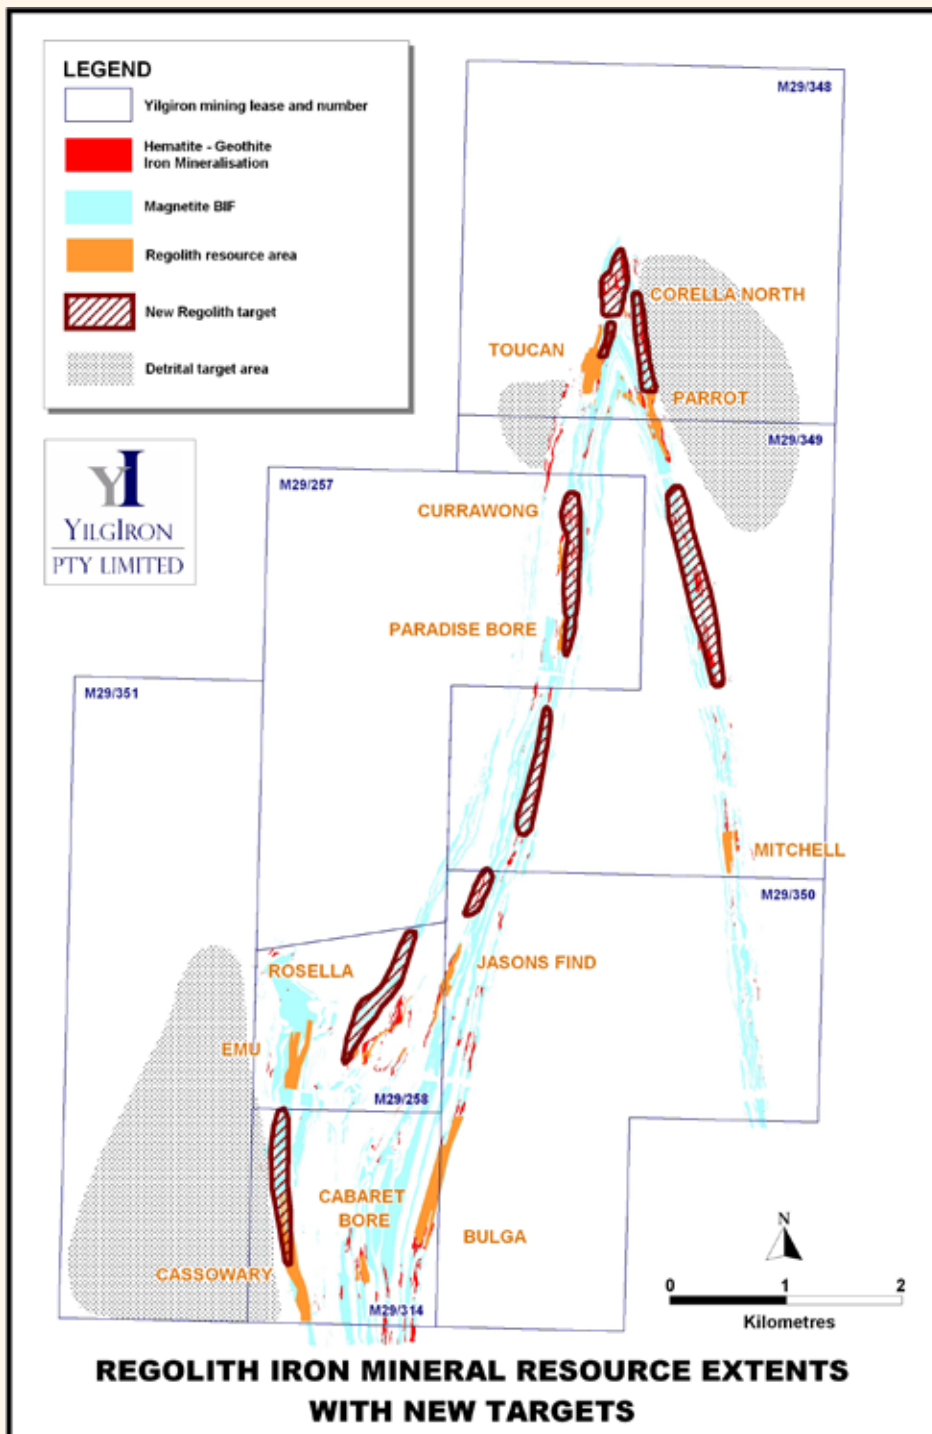 LEGEND
Yilgiron mining lease and number
Hematite - Geothite
Iron Mineralisation
Magnetite BIF
Regolith resource area
New Regolith target
Detrital target area
YI
YILGIRON
PTY LIMITED
M29/348
CORELLA NORTH
TOUCAN
PARROT
M29/349
M29/257
CURRAWONG
PARADISE BORE
M29/351
MITCHELL
M29/350
JASONS FIND
ROSELLA
EMU
M29/258
CABARET
BORE
BULGA
CASSOWARY
M29/314
N
0 1 2
Kilometres
REGOLITH IRON MINERAL RESOURCE EXTENTS
WITH NEW TARGETS